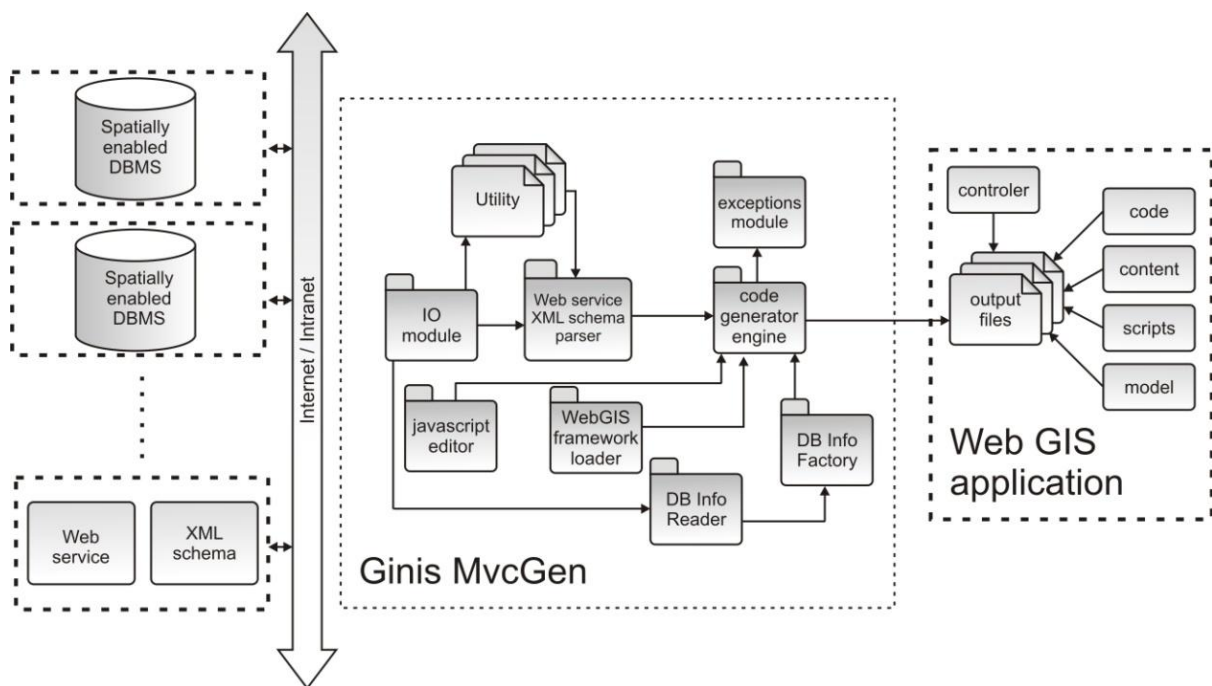 Spatially
enabled
DBMS
Spatially
enabled
DBMS
Web
service
XML
schema
Internet / Intranet
Utility
exceptions
module
IO
module
Web service
XML schema
parser
code
generator
engine
javascript
editor
WebGIS
framework
loader
DB Info
Factory
DB Info
Reader
Ginis MvcGen
controler
code
content
output
files
scripts
model
Web GIS
application